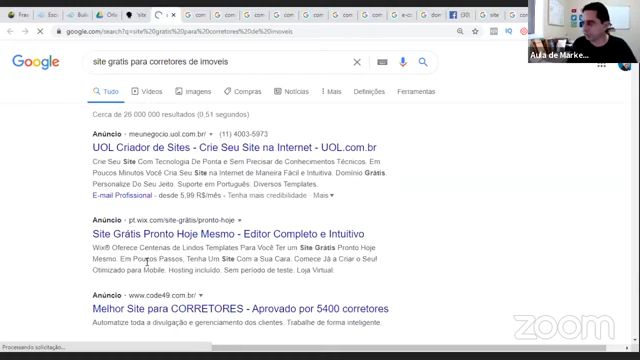 google.com/search?q=site%20gratis%20para%20corretores%20de%20imoveis
Aula de Marke...
Google
site gratis para corretores de imoveis
Tudo Vídeos Imagens Compras Notícias Mais Definições Ferramentas
Cerca de 26 000 000 resultados (0,51 segundos)
Anúncio · meunegocio.uol.com.br/ (11) 4003-5973
UOL Criador de Sites - Crie Seu Site na Internet - UOL.com.br
Crie Seu Site Com Tecnologia De Ponta e Sem Precisar de Conhecimentos Técnicos. Em
Poucos Minutos Você Cria Seu Site na Internet de Maneira Fácil e Intuitiva. Domínio Grátis.
Personalize Do Seu Jeito. Suporte em Português. Diversos Templates.
E-mail Profissional - desde 5,99 R$/mês - Tenha mais credibilidade · Mais
Anúncio · pt.wix.com/site-grátis/pronto-hoje
Site Grátis Pronto Hoje Mesmo - Editor Completo e Intuitivo
Wix® Oferece Centenas de Lindos Templates Para Você Ter um Site Grátis Pronto Hoje
Mesmo. Em Poucos Passos, Tenha Um Site Com a Sua Cara. Comece Já a Criar o Seu!
Otimizado para Mobile. Hosting incluído. Sem período de teste. Loja Virtual.
Anúncio · www.code49.com.br/
Melhor Site para CORRETORES - Aprovado por 5400 corretores
Automatize toda a divulgação e gerenciamento dos clientes. Trabalhe de forma inteligente
Processando solicitação...
zoom